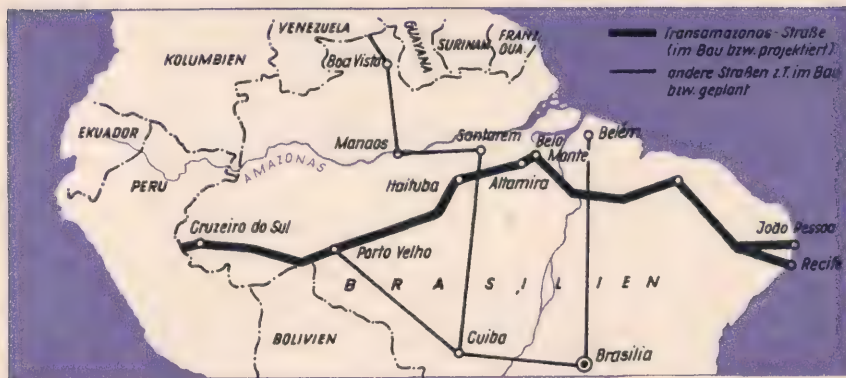 VENEZUELA
GUAYANA
SURINAM
FRANZ.
GUA.
KOLUMBIEN
(Boa Vista)
EKUADOR
PERU
AMAZONAS
Manaos
Santarem
Belo
Monte
Belém
Itaituba
Altamira
Cruzeiro do Sul
Porto Velho
João Pessoa
Recife
BRASILIEN
BOLIVIEN
Cuiba
Brasilia
Transamazonas-Straße
(im Bau bzw. projektiert)
andere Straßen z.T. im Bau
bzw. geplant